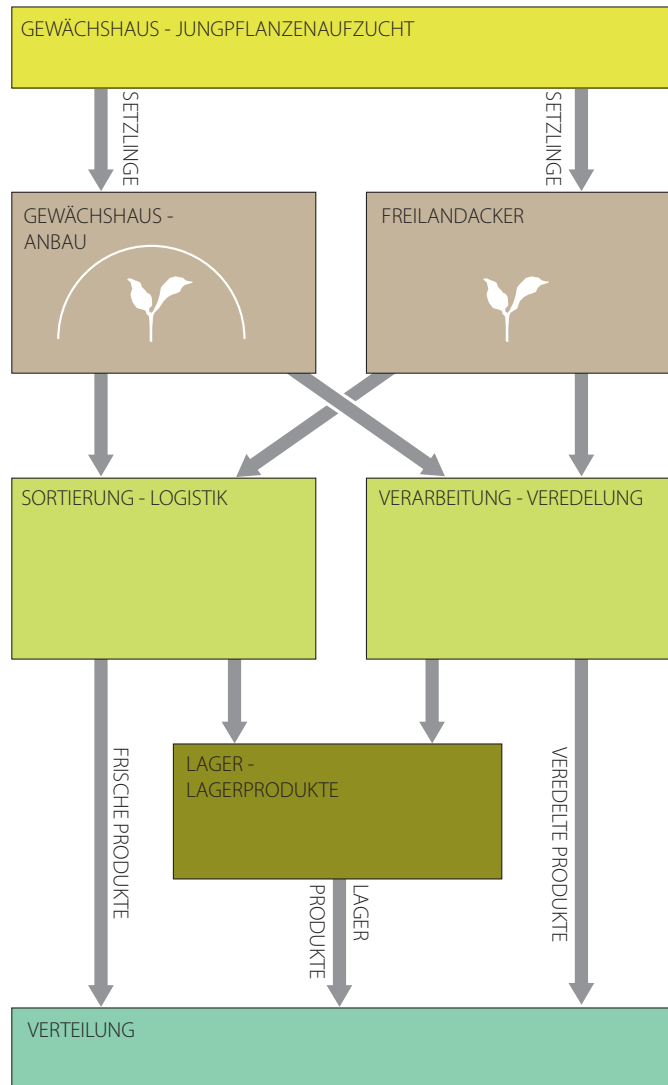 GEWÄCHSHAUS - JUNGPFLANZENAUFZUCHT
SETZLINGE
SETZLINGE
GEWÄCHSHAUS -
ANBAU
FREILANDACKER
SORTIERUNG - LOGISTIK
VERARBEITUNG - VEREDELUNG
LAGER -
LAGERPRODUKTE
FRISCHE PRODUKTE
LAGER
PRODUKTE
VEREDELTE PRODUKTE
VERTEILUNG